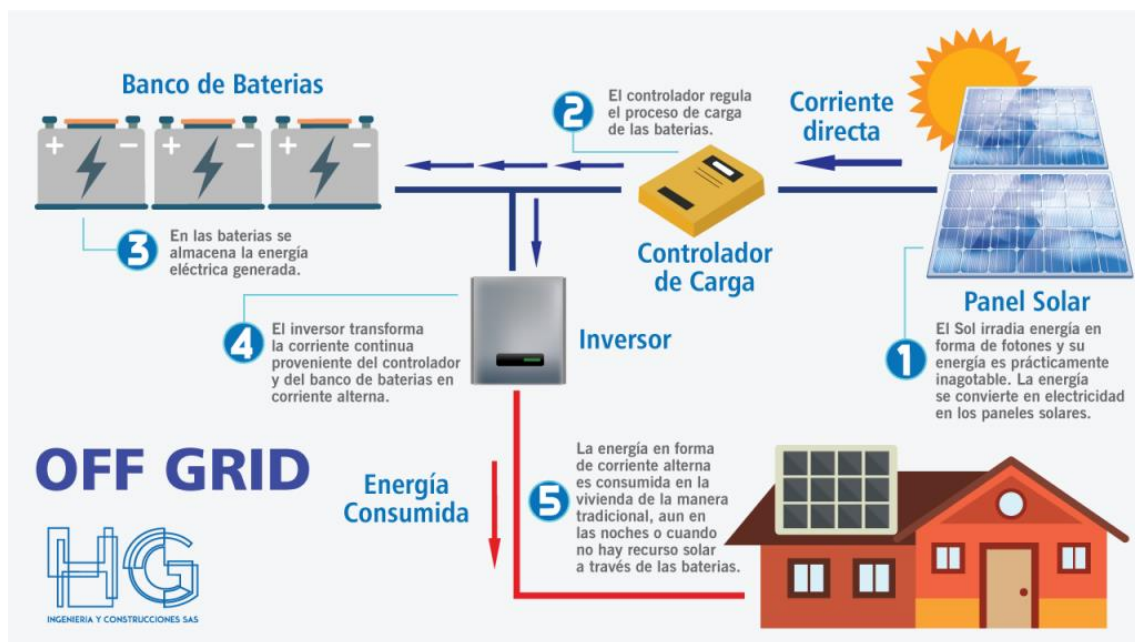 Banco de Baterias
+ - + - + -
2
El controlador regula
el proceso de carga
de las baterias.
Corriente
directa
3
En las baterias se
almacena la energía
eléctrica generada.
Controlador
de Carga
Panel Solar
1
El Sol irradia energía en
forma de fotones y su
energía es prácticamente
inagotable. La energía
se convierte en electricidad
en los paneles solares.
4
El inversor transforma
la corriente continua
proveniente del controlador
y del banco de baterias en
corriente alterna.
Inversor
OFF GRID
Energía
Consumida
5
La energía en forma
de corriente alterna
es consumida en la
vivienda de la manera
tradicional, aun en
las noches o cuando
no hay recurso solar
a través de las baterias.
HG
INGENIERIA Y CONSTRUCCIONES SAS